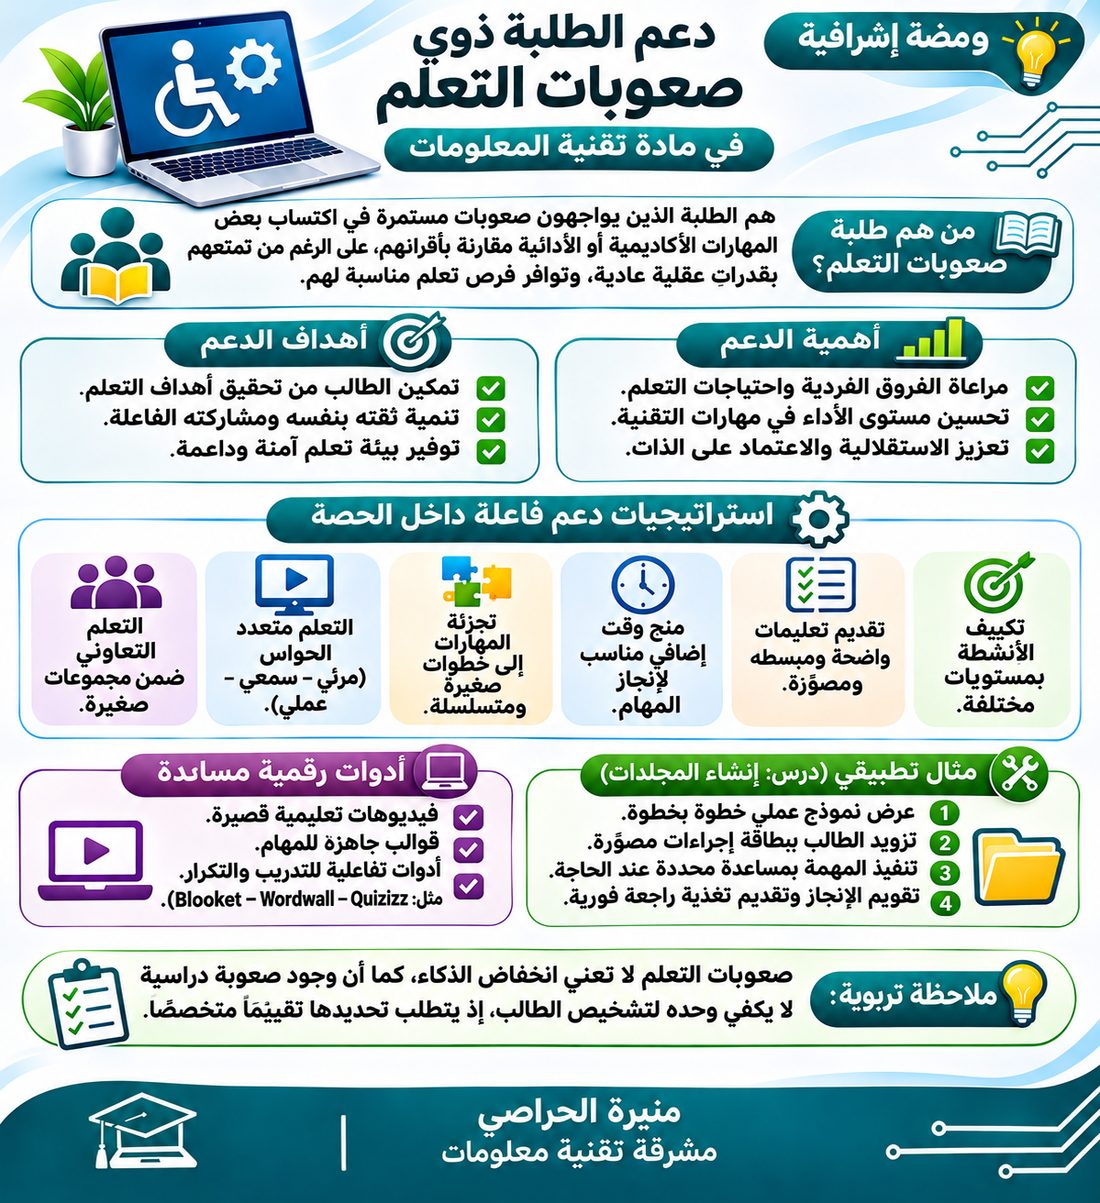 ومضة إشرافية
دعم الطلبة ذوي
صعوبات التعلم
في مادة تقنية المعلومات
من هم طلبة
صعوبات التعلم؟
هم الطلبة الذين يواجهون صعوبات مستمرة في اكتساب بعض
المهارات الأكاديمية أو الأدائية مقارنة بأقرانهم، على الرغم من تمتعهم
بقدراتٍ عقلية عادية، وتوافر فرص تعلم مناسبة لهم.
أهمية الدعم
مراعاة الفروق الفردية واحتياجات التعلم.
تحسين مستوى الأداء في مهارات التقنية.
تعزيز الاستقلالية والاعتماد على الذات.
أهداف الدعم
تمكين الطالب من تحقيق أهداف التعلم.
تنمية ثقته بنفسه ومشاركته الفاعلة.
توفير بيئة تعلم آمنة وداعمة.
استراتيجيات دعم فاعلة داخل الحصة
تكييف
الأنشطة
بمستويات
مختلفة.
تقديم تعليمات
واضحة ومبسطه
ومصوَّرة.
منح وقت
إضافي مناسب
لإنجاز
المهام.
تجزئة
المهارات
إلى خطوات
صغيرة
ومتسلسلة.
التعلم متعدد
الحواس
(مرئي – سمعي –
عملي).
التعلم
التعاوني
ضمن مجموعات
صغيرة.
مثال تطبيقي (درس: إنشاء المجلدات)
1 عرض نموذج عملي خطوة بخطوة.
2 تزويد الطالب ببطاقة إجراءات مصوَّرة.
3 تنفيذ المهمة بمساعدة محددة عند الحاجة.
4 تقويم الإنجاز وتقديم تغذية راجعة فورية.
أدوات رقمية مساندة
فيديوهات تعليمية قصيرة.
قوالب جاهزة للمهام.
أدوات تفاعلية للتدريب والتكرار.
مثل: Blooket – Wordwall – Quizizz).
ملاحظة تربوية:
صعوبات التعلم لا تعني انخفاض الذكاء، كما أن وجود صعوبة دراسية
لا يكفي وحده لتشخيص الطالب، إذ يتطلب تحديدها تقييمًا متخصصًا.
منيرة الحراصي
مشرقة تقنية معلومات